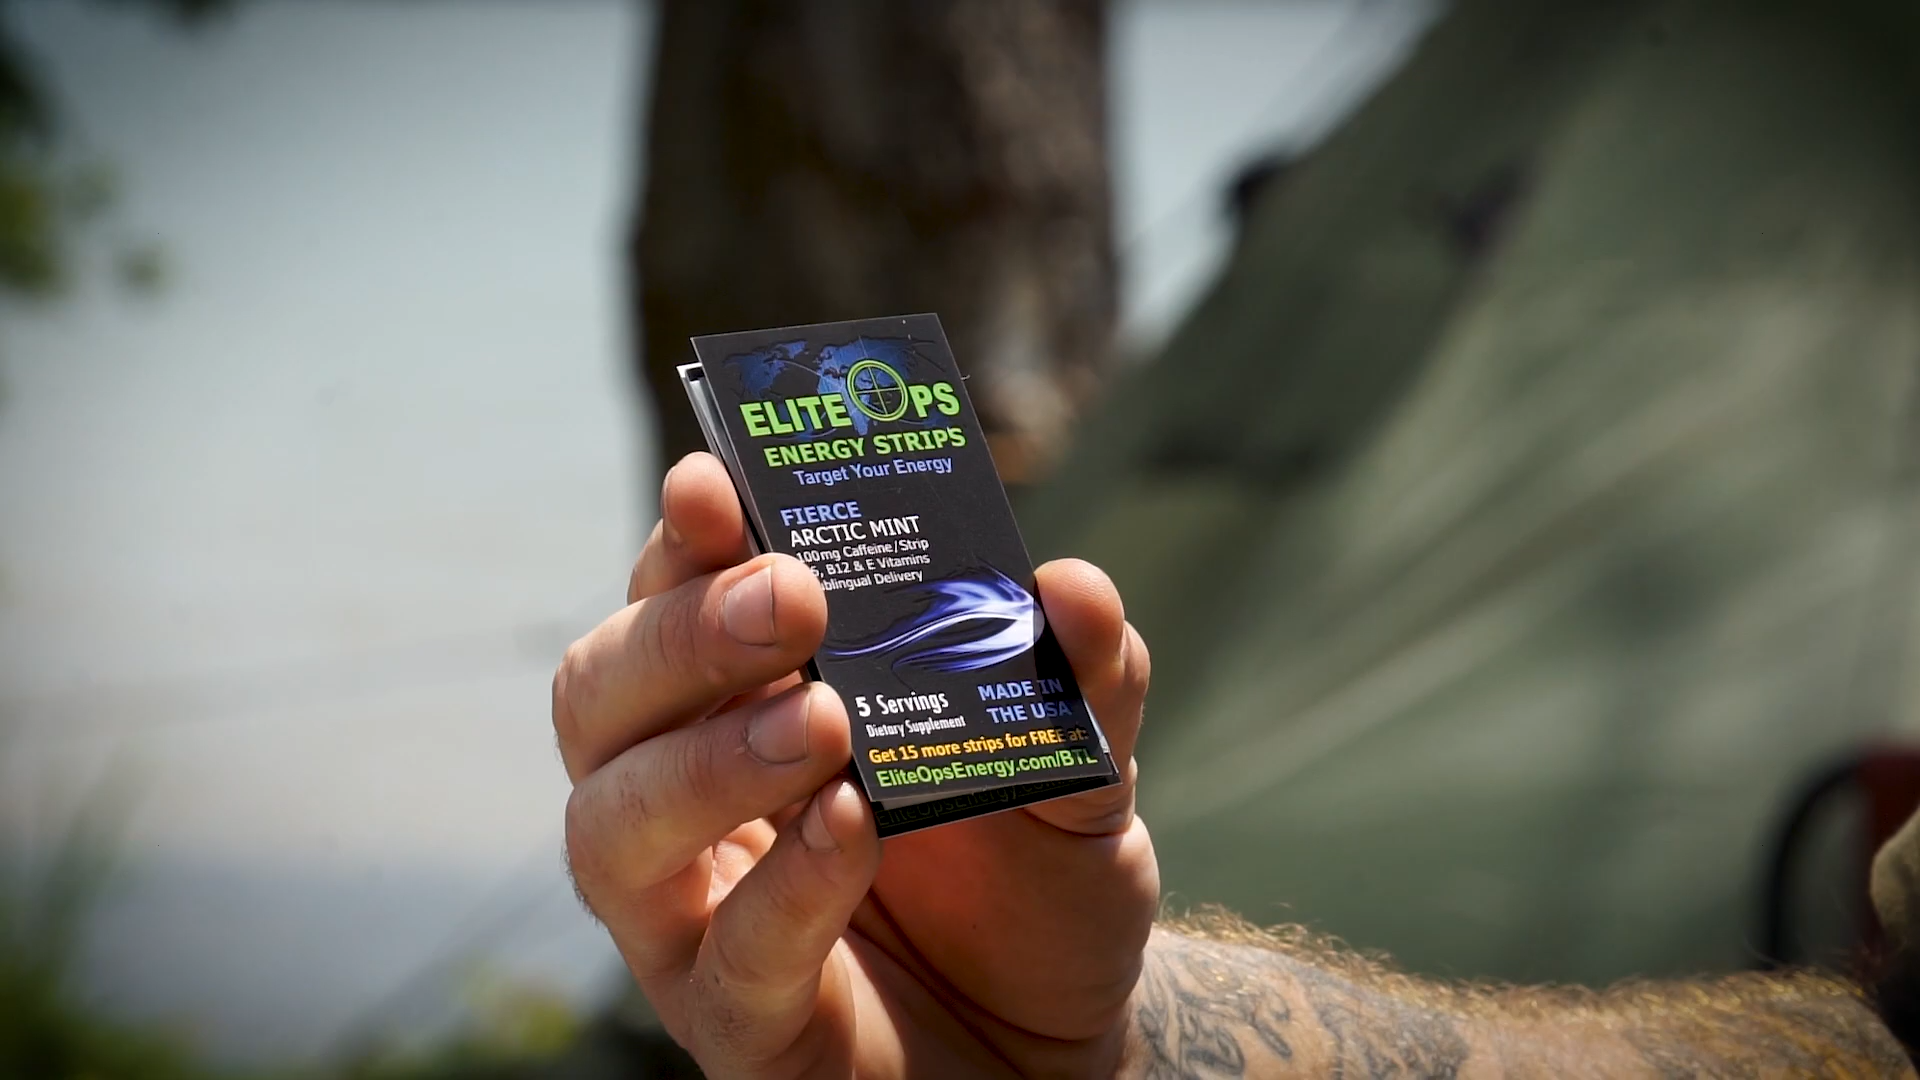 ELITE OPS
ENERGY STRIPS
Target Your Energy
FIERCE
ARCTIC MINT
100mg Caffeine/Strip
B12 & E Vitamins
Delivery
5 Servings
Dietary Supplement
MADE IN
THE USA
Get 15 more strips for FREE at:
EliteOpsEnergy.com/BTL